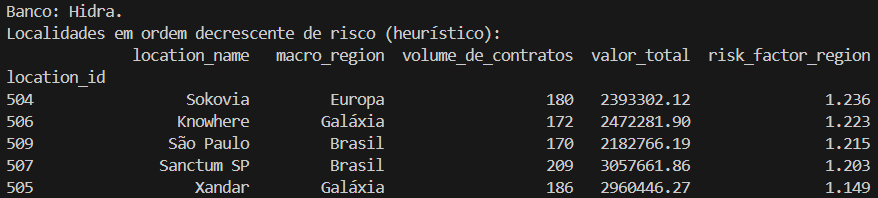 Banco: Hidra.
Localidades em ordem decrescente de risco (heurístico):
location_name macro_region volume_de_contratos valor_total risk_factor_region
location_id
504 Sokovia Europa 180 2393302.12 1.236
506 Knowhere Galáxia 172 2472281.90 1.223
509 São Paulo Brasil 170 2182766.19 1.215
507 Sanctum SP Brasil 209 3057661.86 1.203
505 Xandar Galáxia 186 2960446.27 1.149